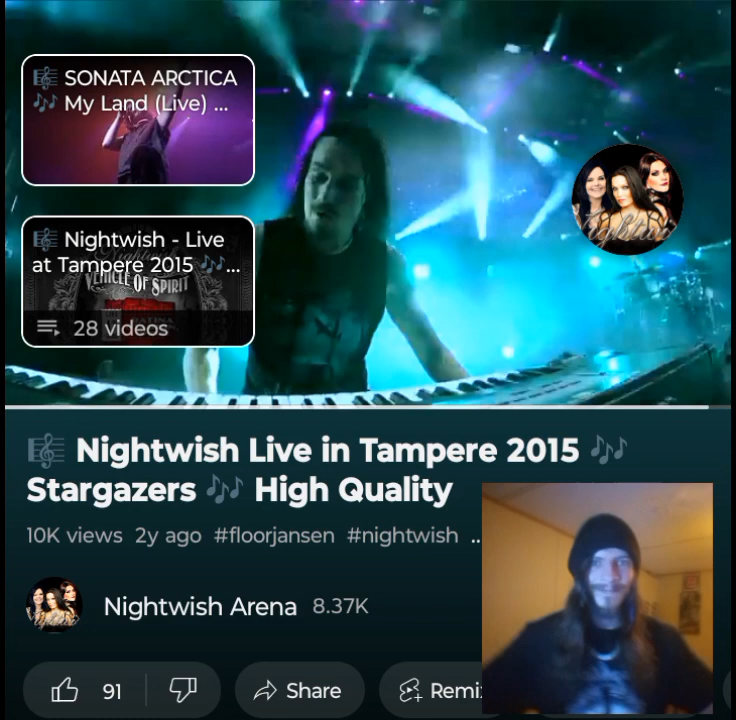 🎼 SONATA ARCTICA
🎶 My Land (Live) ...
🎼 Nightwish - Live
at Tampere 2015 🎶...
VEHICLE OF SPIRIT
28 videos
Nightwish
🎼 Nightwish Live in Tampere 2015 🎶
Stargazers 🎶 High Quality
10K views 2y ago #floorjansen #nightwish ..
Nightwish Arena 8.37K
91
Share
Remi